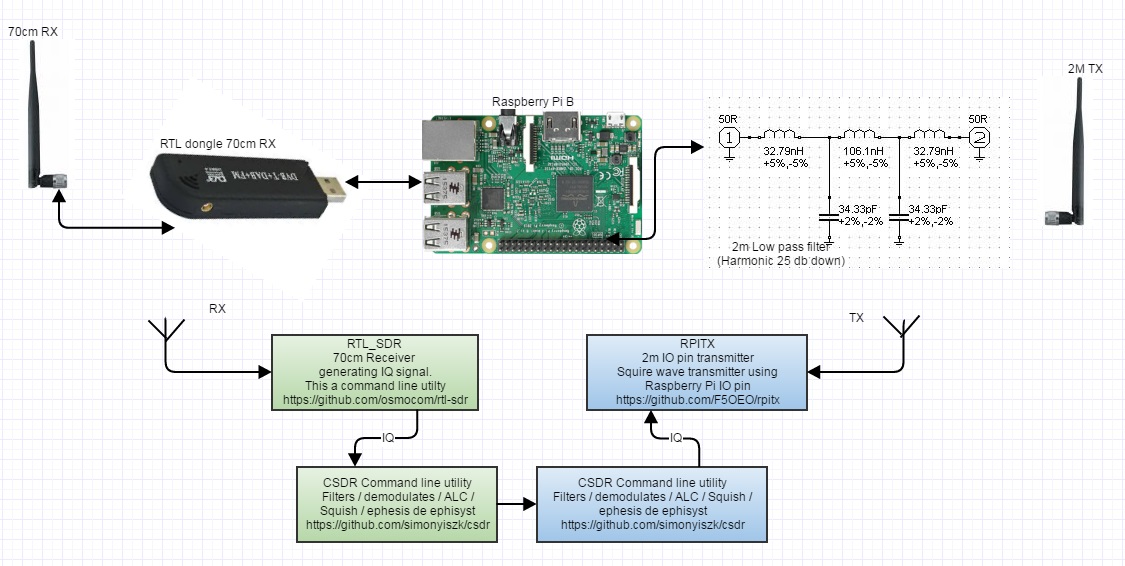 70cm RX
2M TX
Raspberry Pi B
RTL dongle 70cm RX
DVB-T+DAB+FM
DVB
HDMI
50R
50R
1
2
32.79nH
+5%,-5%
106.1nH
+5%,-5%
32.79nH
+5%,-5%
34.33pF
+2%,-2%
34.33pF
+2%,-2%
2m Low pass filter
(Harmonic 25 db down)
RX
TX
RTL_SDR
70cm Receiver
generating IQ signal.
This a command line utilty
https://github.com/osmocom/rtl-sdr
RPITX
2m IO pin transmitter
Squire wave transmitter using
Raspberry Pi IO pin
https://github.com/F5OEO/rpitx
IQ
IQ
CSDR Command line utility
Filters / demodulates / ALC /
Squish / ephesis de ephisyst
https://github.com/simonyiszk/csdr
CSDR Command line utility
Filters / demodulates / ALC / Squish /
ephesis de ephisyst
https://github.com/simonyiszk/csdr